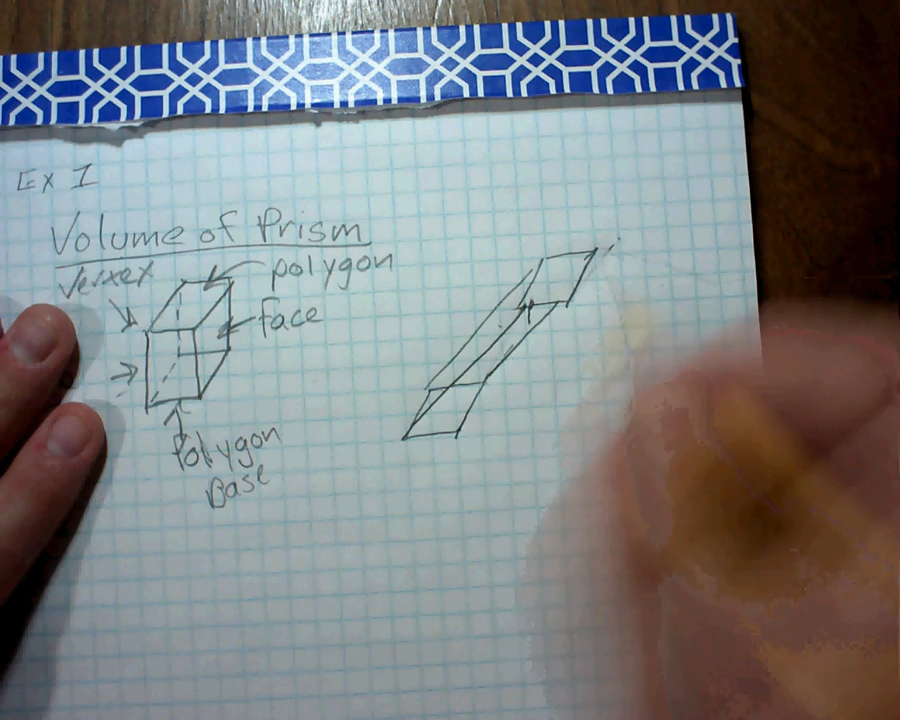 Ex 1
Volume of Prism
Vertex
polygon
face
Polygon
Base